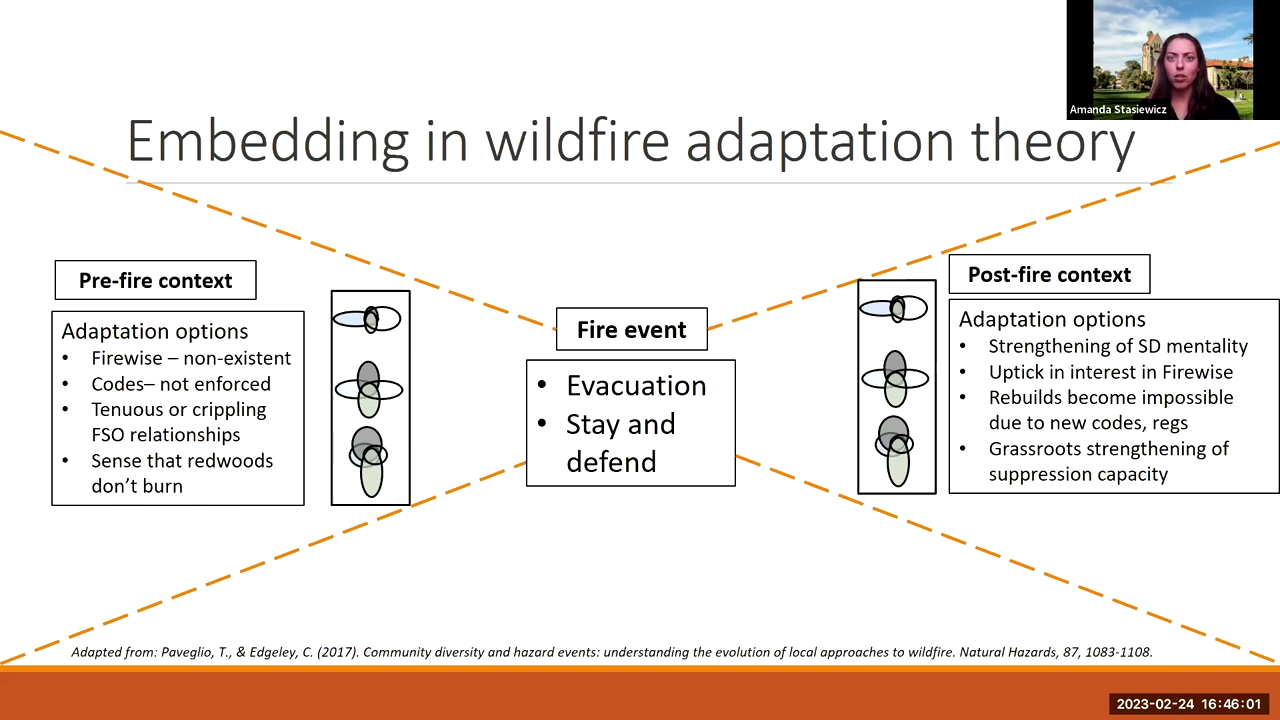 Amanda Stasiewicz
Embedding in wildfire adaptation theory
Pre-fire context
Adaptation options
• Firewise – non-existent
• Codes– not enforced
• Tenuous or crippling
FSO relationships
• Sense that redwoods
don’t burn
Fire event
• Evacuation
• Stay and
defend
Post-fire context
Adaptation options
• Strengthening of SD mentality
• Uptick in interest in Firewise
• Rebuilds become impossible
due to new codes, regs
• Grassroots strengthening of
suppression capacity
Adapted from: Paveglio, T., & Edgeley, C. (2017). Community diversity and hazard events: understanding the evolution of local approaches to wildfire. Natural Hazards, 87, 1083-1108.
2023-02-24 16:46:01